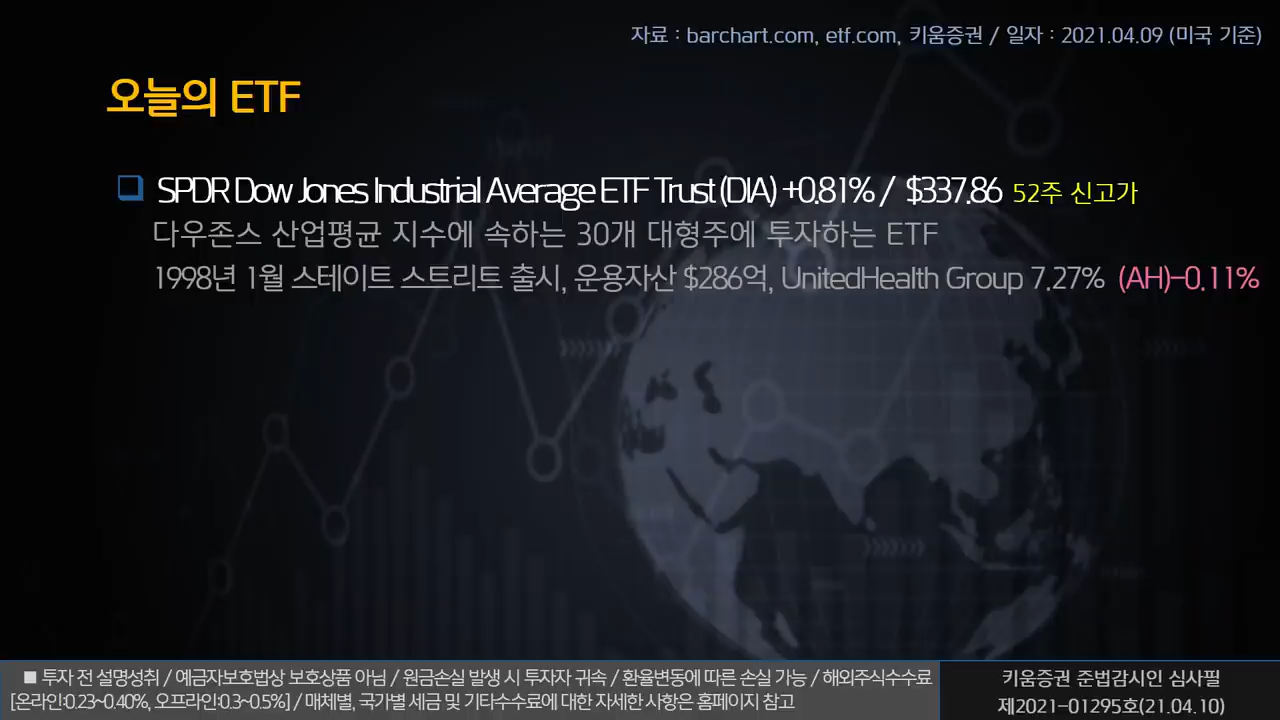 자료 : barchart.com, etf.com, 키움증권 / 일자 : 2021.04.09 (미국 기준)
오늘의 ETF
❑ SPDR Dow Jones Industrial Average ETF Trust (DIA) +0.81% / $337.86 52주 신고가
다우존스 산업평균 지수에 속하는 30개 대형주에 투자하는 ETF
1998년 1월 스테이트 스트리트 출시, 운용자산 $286억, UnitedHealth Group 7.27% (AH)-0.11%
■ 투자 전 설명성취 / 예금자보호법상 보호상품 아님 / 원금손실 발생 시 투자자 귀속 / 환율변동에 따른 손실 가능 / 해외주식수수료
[온라인:0.23~0.40%, 오프라인:0.3~0.5%] / 매체별, 국가별 세금 및 기타수수료에 대한 자세한 사항은 홈페이지 참고
키움증권 준법감시인 심사필
제2021-01295호(21.04.10)